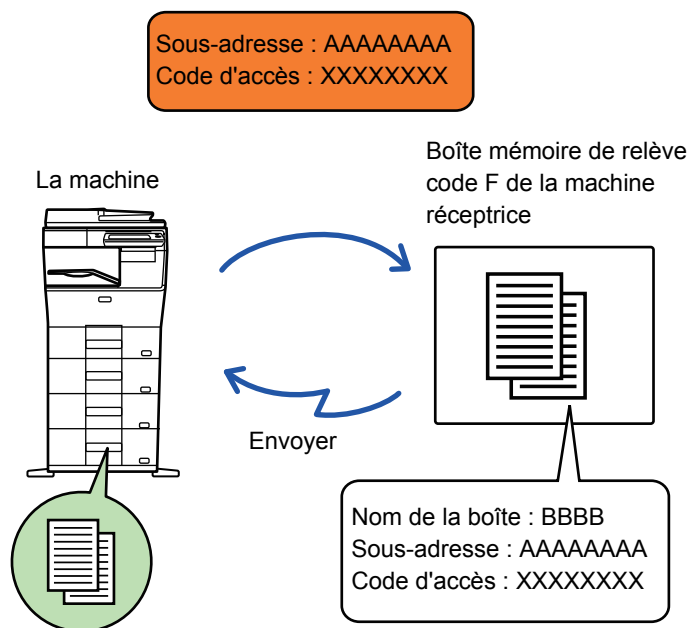 Sous-adresse : AAAAAAAA
Code d'accès : XXXXXXXX
La machine
Boîte mémoire de relève
code F de la machine
réceptrice
Envoyer
Nom de la boîte : BBBB
Sous-adresse : AAAAAAAA
Code d'accès : XXXXXXXX